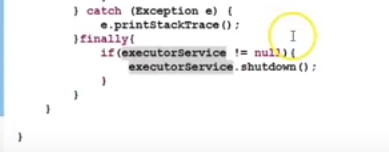 } catch (Exception e) {
e.printStackTrace();
}finally{
if(executorService != null){
executorService.shutdown();
}
}
}
}